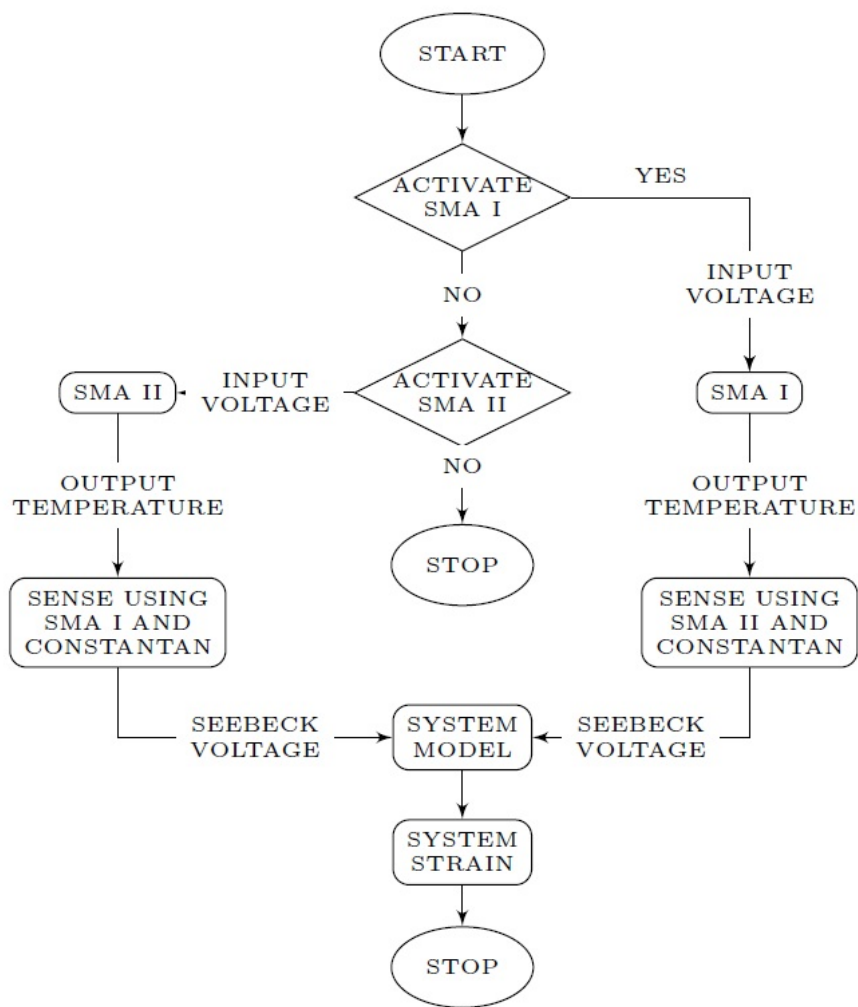 START
ACTIVATE
SMA I
YES
INPUT
VOLTAGE
NO
SMA II
INPUT
VOLTAGE
ACTIVATE
SMA II
SMA I
NO
OUTPUT
TEMPERATURE
OUTPUT
TEMPERATURE
STOP
SENSE USING
SMA I AND
CONSTANTAN
SENSE USING
SMA II AND
CONSTANTAN
SEEBECK
VOLTAGE
SYSTEM
MODEL
SEEBECK
VOLTAGE
SYSTEM
STRAIN
STOP